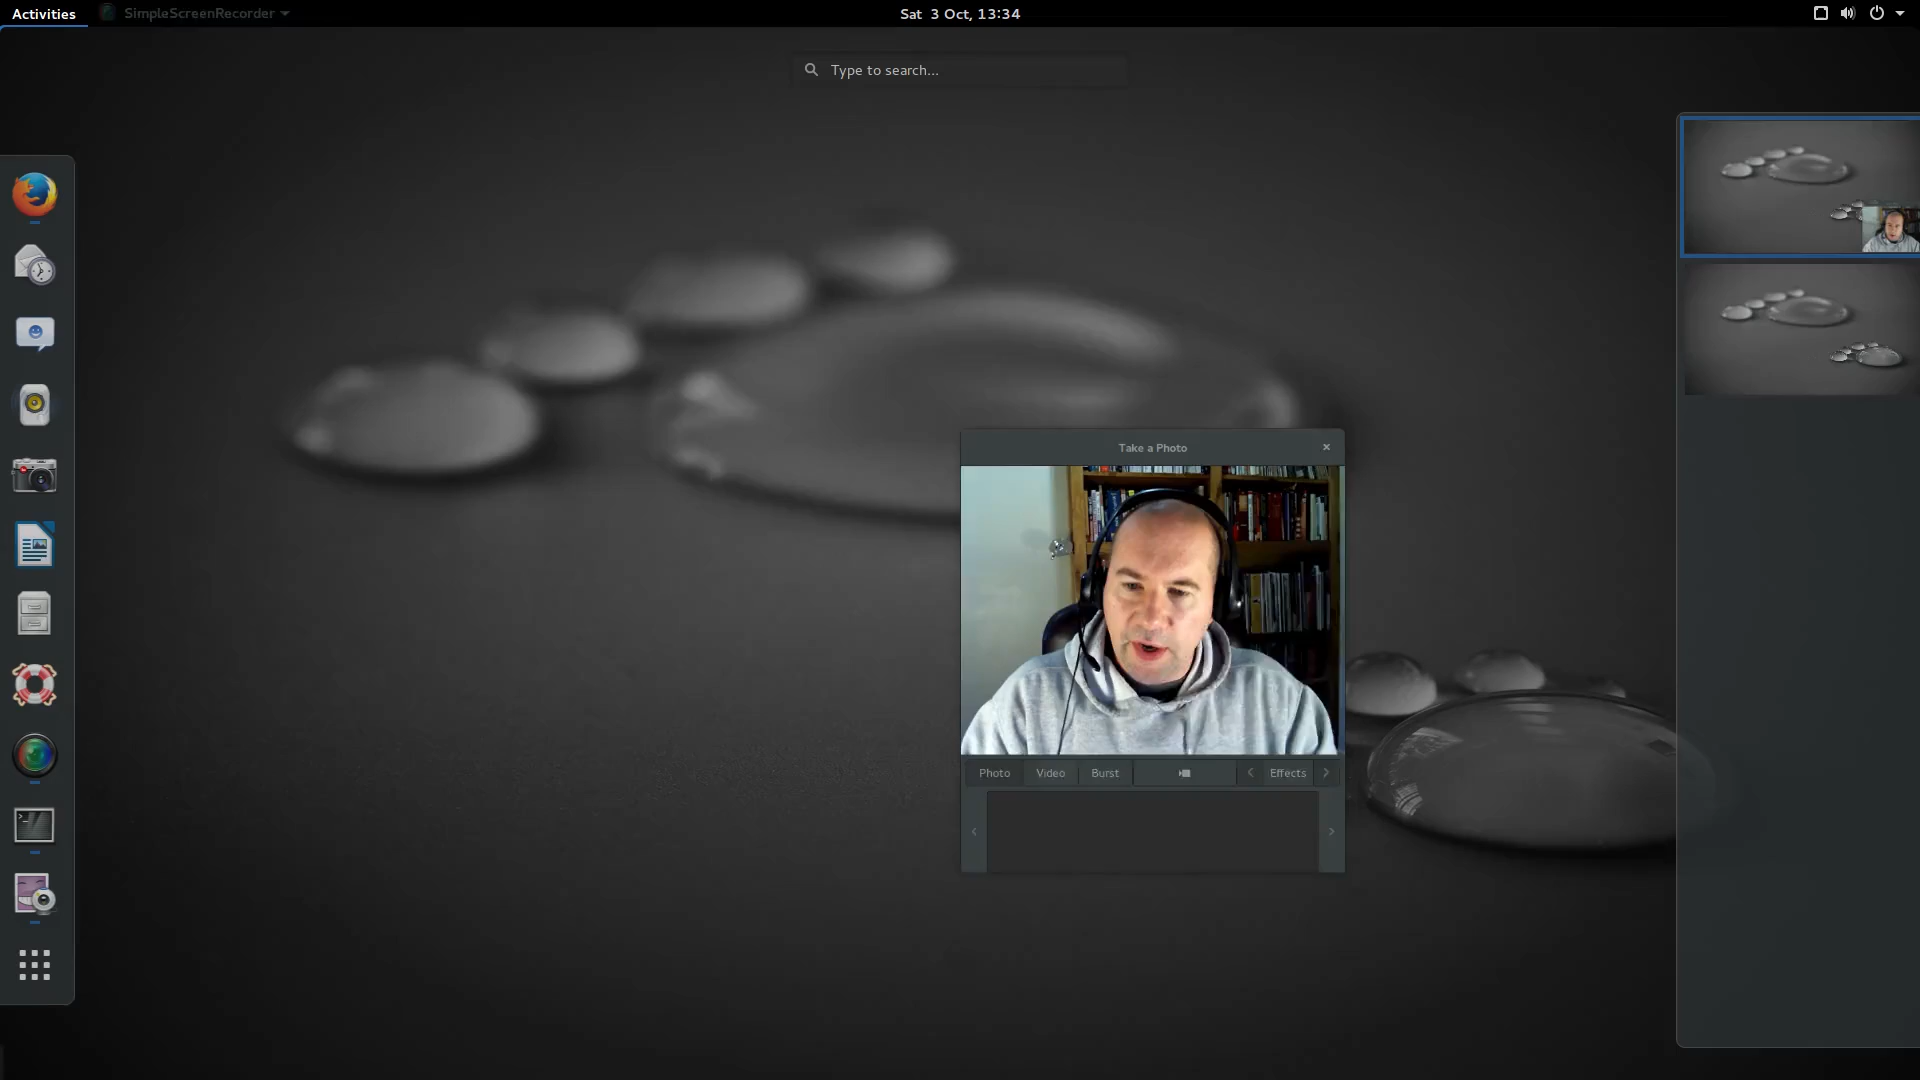 Activities
SimpleScreenRecorder
Sat 3 Oct, 13:34
Type to search...
Take a Photo
Photo
Video
Burst
Effects